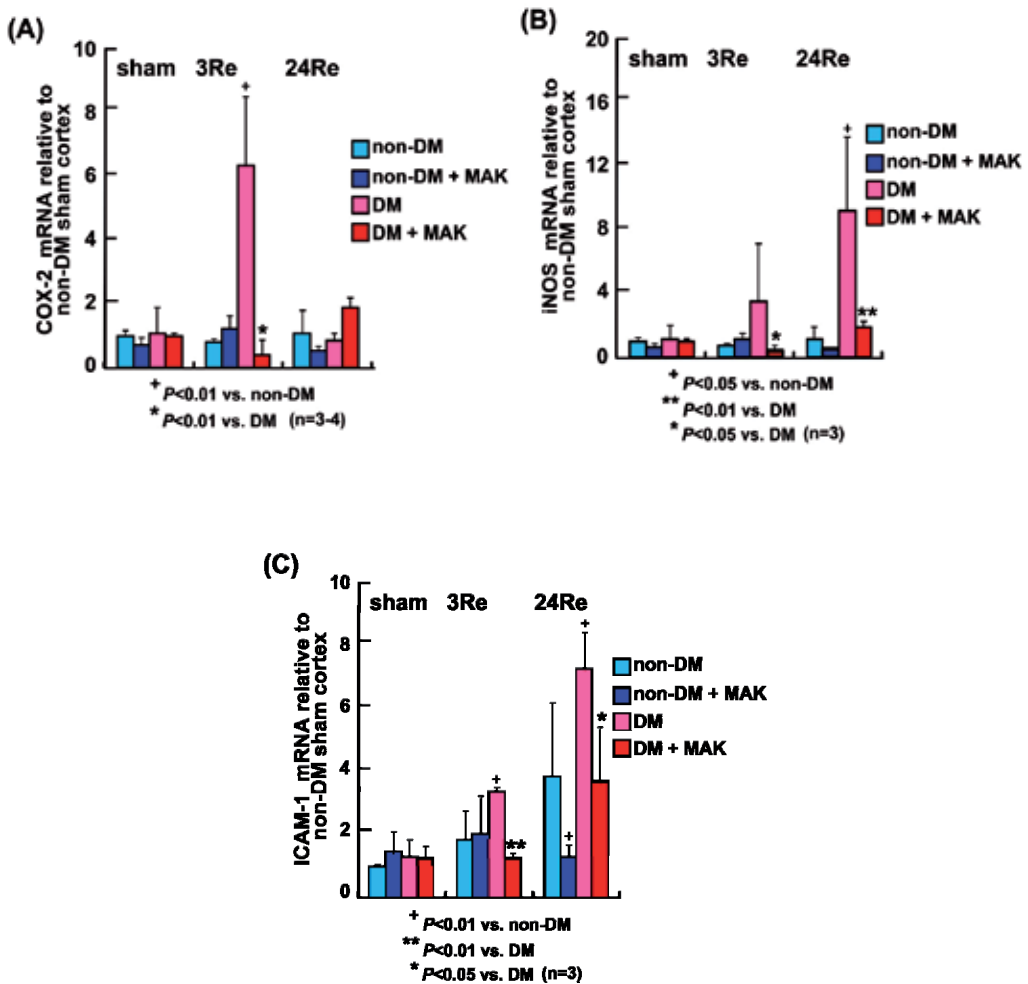 (A)
COX-2 mRNA relative to
non-DM sham cortex
10
8
6
4
2
0
sham 3Re 24Re
+
*
non-DM
non-DM + MAK
DM
DM + MAK
+ P<0.01 vs. non-DM
* P<0.01 vs. DM (n=3-4)
(B)
iNOS mRNA relative to
non-DM sham cortex
20
16
12
8
4
0
sham 3Re 24Re
+
*
**
non-DM
non-DM + MAK
DM
DM + MAK
+ P<0.05 vs. non-DM
** P<0.01 vs. DM
* P<0.05 vs. DM (n=3)
(C)
ICAM-1 mRNA relative to
non-DM sham cortex
10
8
6
4
2
0
sham 3Re 24Re
+
**
+
+
*
non-DM
non-DM + MAK
DM
DM + MAK
+ P<0.01 vs. non-DM
** P<0.01 vs. DM
* P<0.05 vs. DM (n=3)